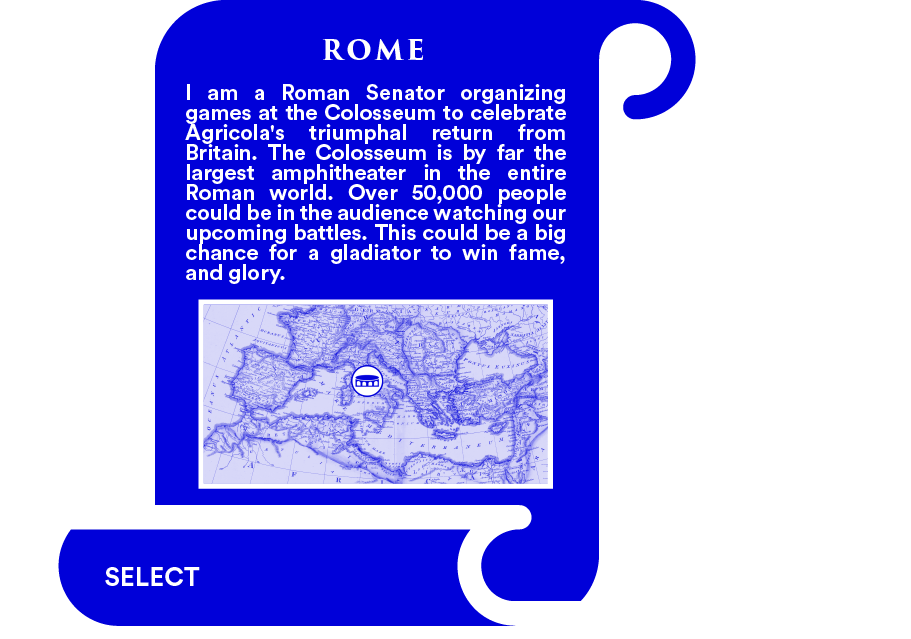 ROME
I am a Roman Senator organizing
games at the Colosseum to celebrate
Agricola's triumphal return from
Britain. The Colosseum is by far the
largest amphitheater in the entire
Roman world. Over 50,000 people
could be in the audience watching our
upcoming battles. This could be a big
chance for a gladiator to win fame,
and glory.
SELECT